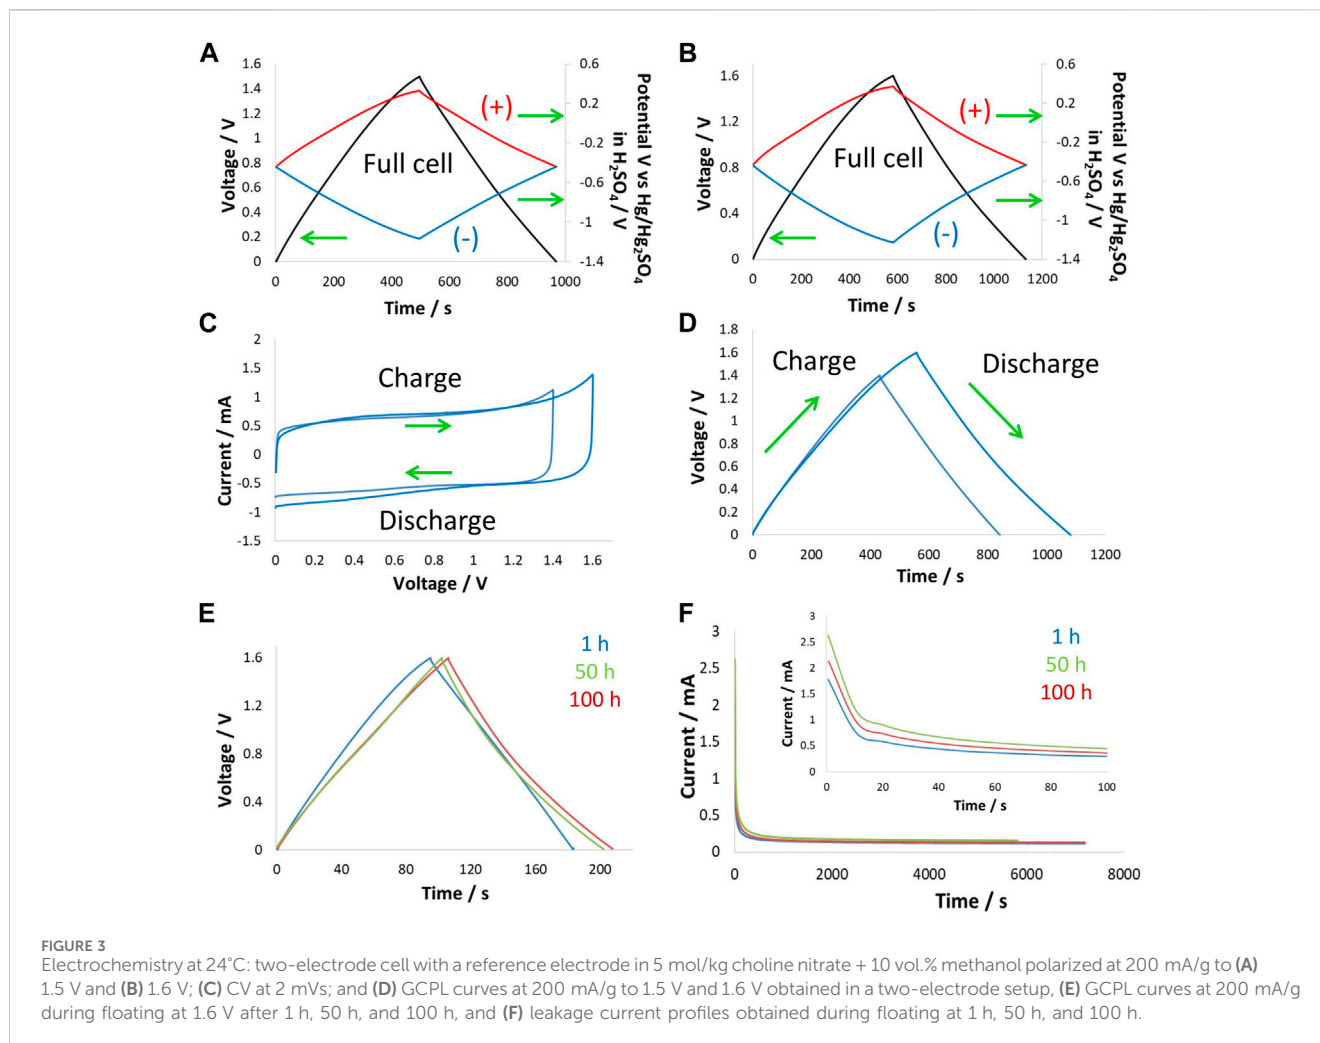 A
Voltage / V
1.6
1.4
1.2
1
0.8
0.6
0.4
0.2
0
0
200
400
600
800
1000
Time / s
Full cell
(+)
(-)
0.6
0.2
-0.2
-0.6
-1
-1.4
Potential V vs Hg/Hg2SO4
in H2SO4 / V
B
Voltage / V
1.6
1.2
0.8
0.4
0
0
200
400
600
800
1000
1200
Time / s
Full cell
(+)
(-)
0.6
0.2
-0.2
-0.6
-1
-1.4
Potential V vs Hg/Hg2SO4
in H2SO4 / V
C
Current / mA
2
1.5
1
0.5
0
-0.5
-1
-1.5
Charge
Discharge
0
0.2
0.4
0.6
0.8
1
1.2
1.4
1.6
Voltage / V
D
Voltage / V
1.8
1.6
1.4
1.2
1
0.8
0.6
0.4
0.2
0
Charge
Discharge
0
200
400
600
800
1000
1200
Time / s
E
Voltage / V
1.6
1.2
0.8
0.4
0
1 h
50 h
100 h
0
40
80
120
160
200
Time / s
F
Current / mA
3
2.5
2
1.5
1
0.5
0
Current / mA
3
2.5
2
1.5
1
0.5
0
0
20
40
60
80
100
Time / s
1 h
50 h
100 h
0
2000
4000
6000
8000
Time / s
FIGURE 3
Electrochemistry at 24°C: two-electrode cell with a reference electrode in 5 mol/kg choline nitrate + 10 vol.% methanol polarized at 200 mA/g to (A)
1.5 V and (B) 1.6 V; (C) CV at 2 mVs; and (D) GCPL curves at 200 mA/g to 1.5 V and 1.6 V obtained in a two-electrode setup, (E) GCPL curves at 200 mA/g
during floating at 1.6 V after 1 h, 50 h, and 100 h, and (F) leakage current profiles obtained during floating at 1 h, 50 h, and 100 h.